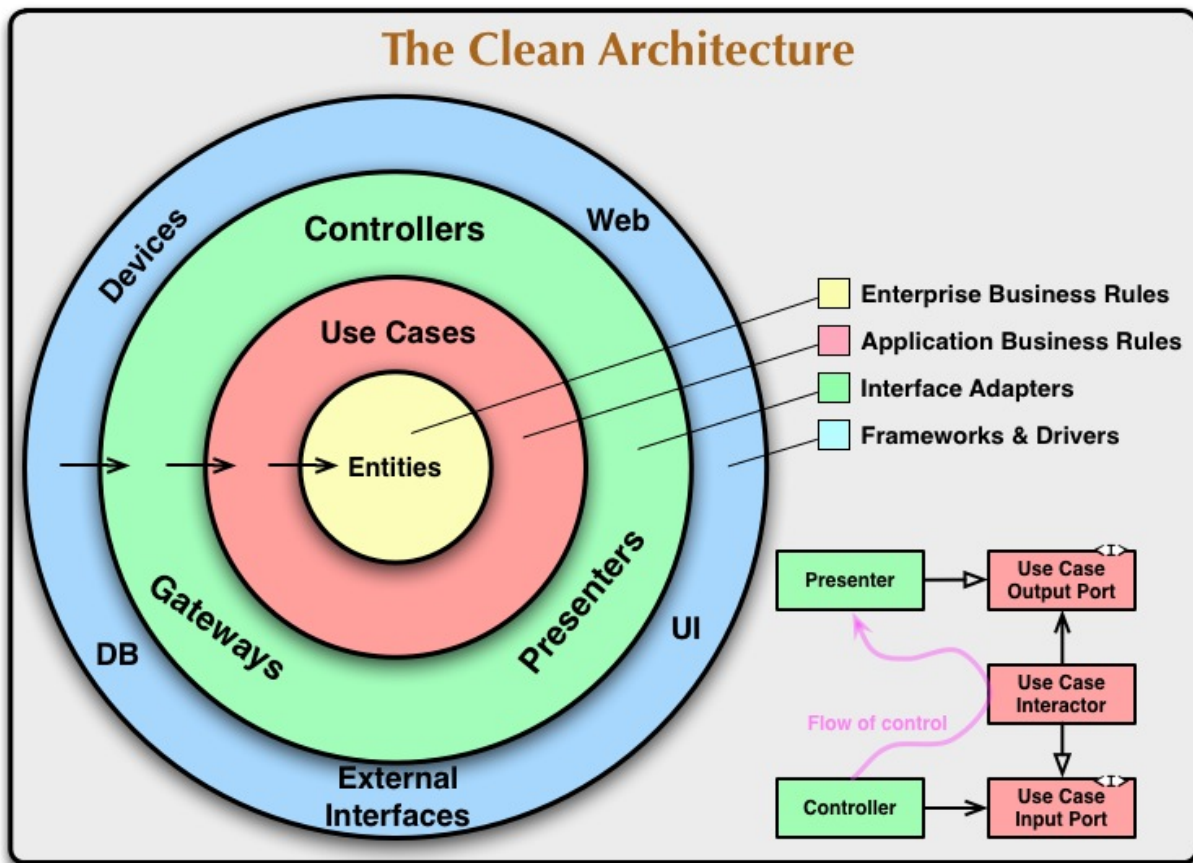 The Clean Architecture
Devices
Web
Controllers
Use Cases
Entities
Gateways
Presenters
DB
UI
External
Interfaces
Enterprise Business Rules
Application Business Rules
Interface Adapters
Frameworks & Drivers
Presenter
<I>
Use Case
Output Port
Use Case
Interactor
Flow of control
Controller
<I>
Use Case
Input Port